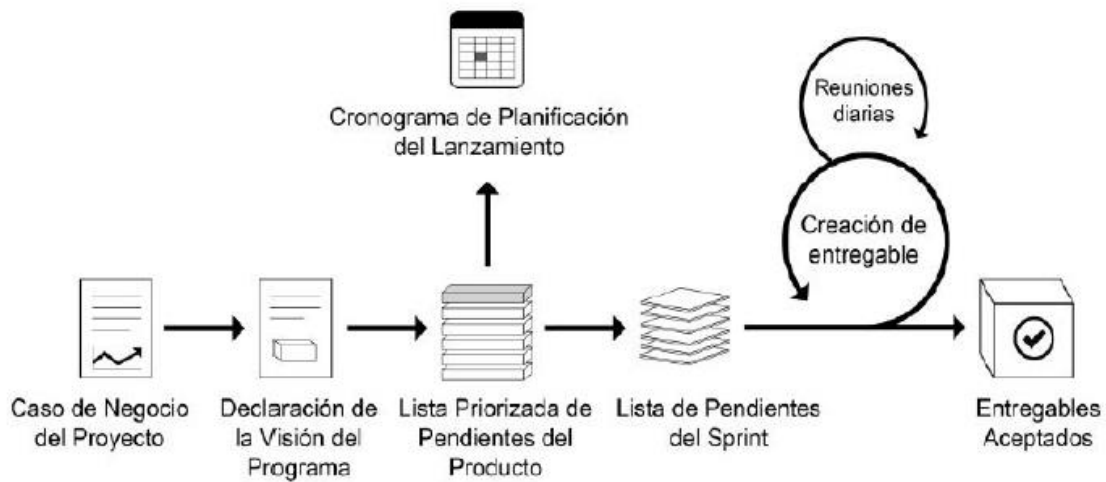 Cronograma de Planificación
del Lanzamiento
Reuniones
diarias
Creación de
entregable
Caso de Negocio
del Proyecto
Declaración de
la Visión del
Programa
Lista Priorizada de
Pendientes del
Producto
Lista de Pendientes
del Sprint
Entregables
Aceptados